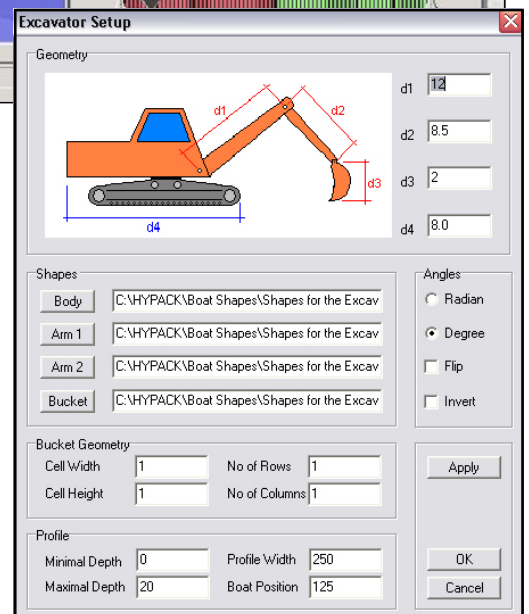 Excavator Setup
Geometry
d1
d2
d3
d4
d1 12
d2 8.5
d3 2
d4 8.0
Shapes
Body C:\HYPACK\Boat Shapes\Shapes for the Excav
Arm 1 C:\HYPACK\Boat Shapes\Shapes for the Excav
Arm 2 C:\HYPACK\Boat Shapes\Shapes for the Excav
Bucket C:\HYPACK\Boat Shapes\Shapes for the Excav
Angles
Radian
Degree
Flip
Invert
Bucket Geometry
Cell Width 1 No of Rows 1
Cell Height 1 No of Columns 1
Profile
Minimal Depth 0 Profile Width 250
Maximal Depth 20 Boat Position 125
Apply
OK
Cancel